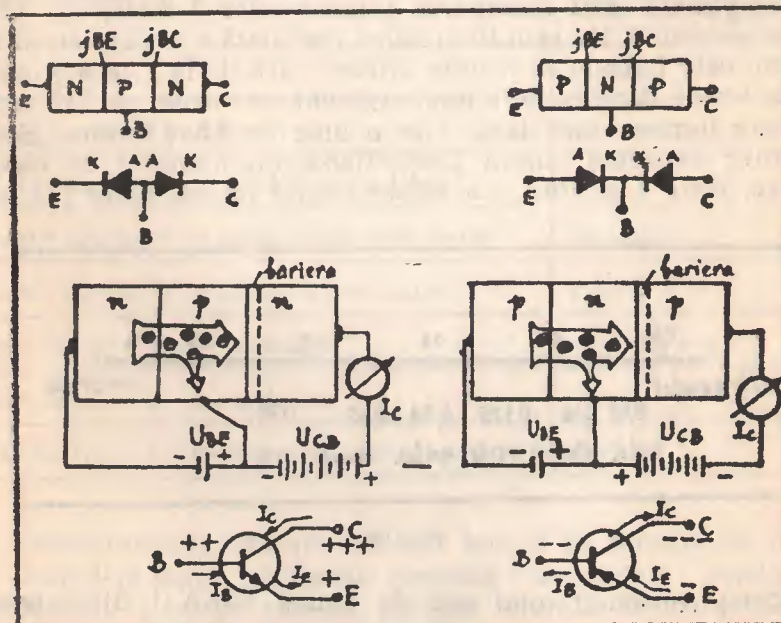 jBE jBC
N P N
E C
B
K A K
E C
B
bariera
n p n
IC
UBE UCB
- + - +
IC
++ C
B +++
IB IE +
E
jBE jBC
P N P
E C
B
A K K
E C
B
bariera
p n p
IC
UBE UCB
- + + -
IC
- C
B ---
IB IE -
E